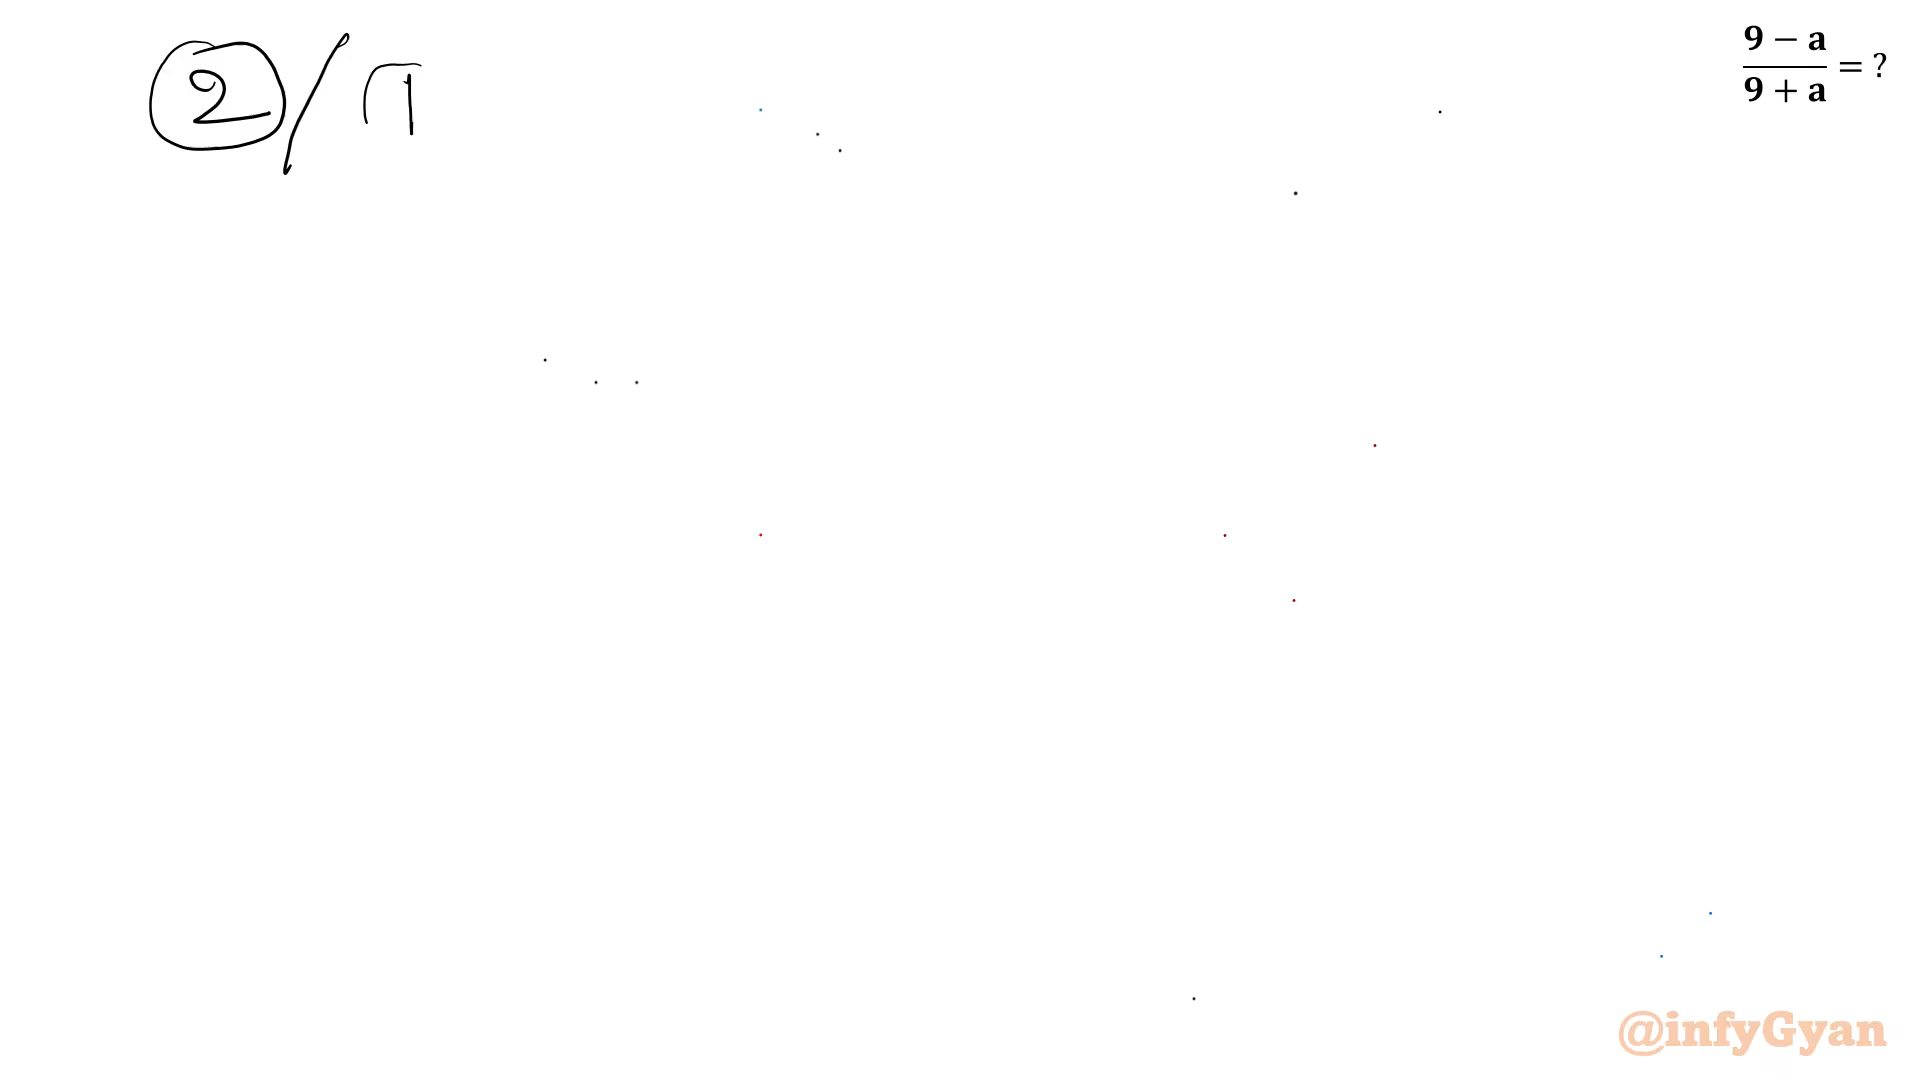 2/π
9 − a
9 + a = ?
@infyGyan